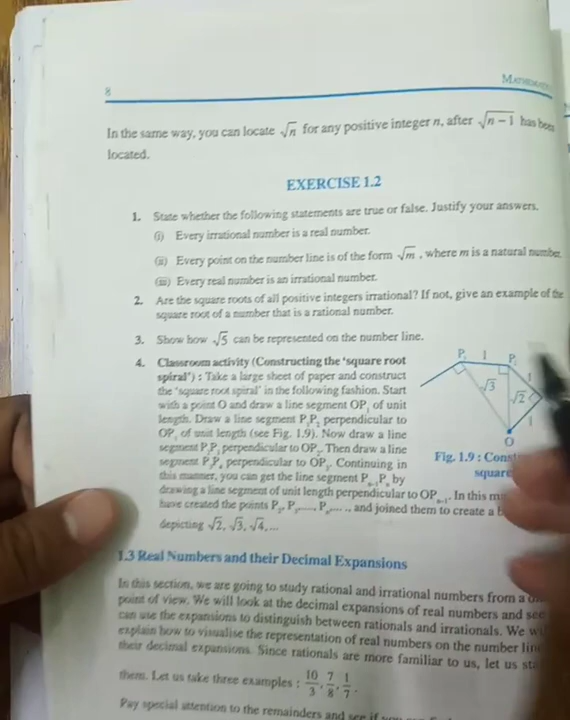 8
In the same way, you can locate √n for any positive integer n, after √n – 1 has been
located.
EXERCISE 1.2
1. State whether the following statements are true or false. Justify your answers.
(i) Every irrational number is a real number.
(ii) Every point on the number line is of the form √m , where m is a natural number.
(iii) Every real number is an irrational number.
2. Are the square roots of all positive integers irrational? If not, give an example of the
square root of a number that is a rational number.
3. Show how √5 can be represented on the number line.
4. Classroom activity (Constructing the ‘square root
spiral’) : Take a large sheet of paper and construct
the ‘square root spiral’ in the following fashion. Start
with a point O and draw a line segment OP₁ of unit
length. Draw a line segment P₁P₂ perpendicular to
OP₁ of unit length (see Fig. 1.9). Now draw a line
segment P₂P₃ perpendicular to OP₂. Then draw a line
segment P₃P₄ perpendicular to OP₃. Continuing in
this manner, you can get the line segment Pₙ₋₁Pₙ by
drawing a line segment of unit length perpendicular to OPₙ₋₁. In this
have created the points P₂, P₃,...., Pₙ,.... ., and joined them to create a
depicting √2, √3, √4, ...
P₃ 1 P₂
1
√3 √2
1
O
Fig. 1.9 :
square
1.3 Real Numbers and their Decimal Expansions
In this section, we are going to study rational and irrational numbers from a
point of view. We will look at the decimal expansions of real numbers and see
can use the expansions to distinguish between rationals and irrationals. We
explain how to visualise the representation of real numbers on the number
their decimal expansions. Since rationals are more familiar to us, let us
them. Let us take three examples : 10/3, 7/8, 1/7.
Pay special attention to the remainders and see if you